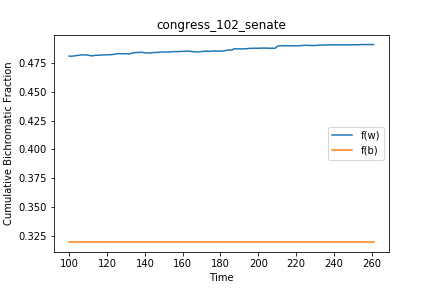 congress_102_senate
Cumulative Bichromatic Fraction
0.475
0.450
0.425
0.400
0.375
0.350
0.325
f(w)
f(b)
100 120 140 160 180 200 220 240 260
Time